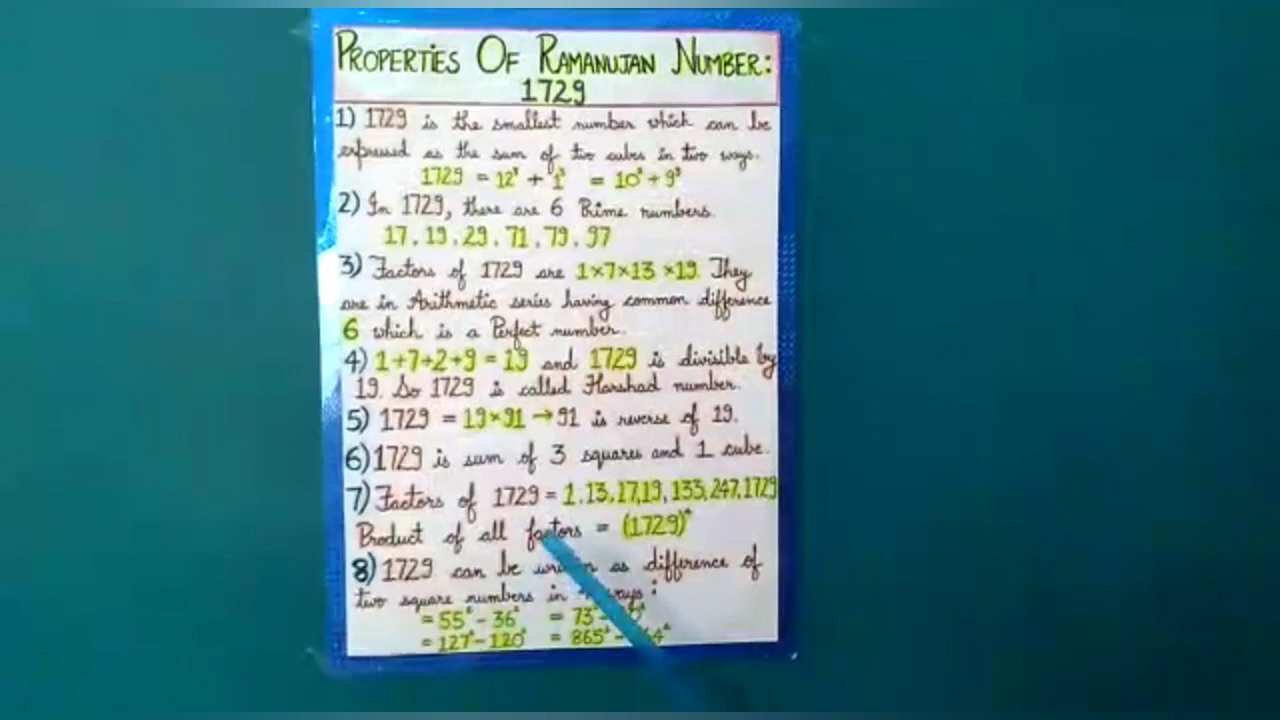 PROPERTIES OF RAMANUJAN NUMBER:
1729
1) 1729 is the smallest number which can be
expressed as the sum of two cubes in two ways.
1729 = 12³ + 1³ = 10³ + 9³
2) In 1729, there are 6 Prime numbers.
17, 19, 29, 71, 79, 97
3) Factors of 1729 are 1×7×13×19. They
are in Arithmetic series having common difference
6 which is a Perfect number.
4) 1+7+2+9 = 19 and 1729 is divisible by
19. So 1729 is called Harshad number.
5) 1729 = 19×91 → 91 is reverse of 19.
6) 1729 is sum of 3 squares and 1 cube.
7) Factors of 1729 = 1,13,17,19, 133, 247, 1729
Product of all factors = (1729)⁴
8) 1729 can be written as difference of
two square numbers in ways:
= 55² - 36² = 73² -
= 127² - 120² = 865² -